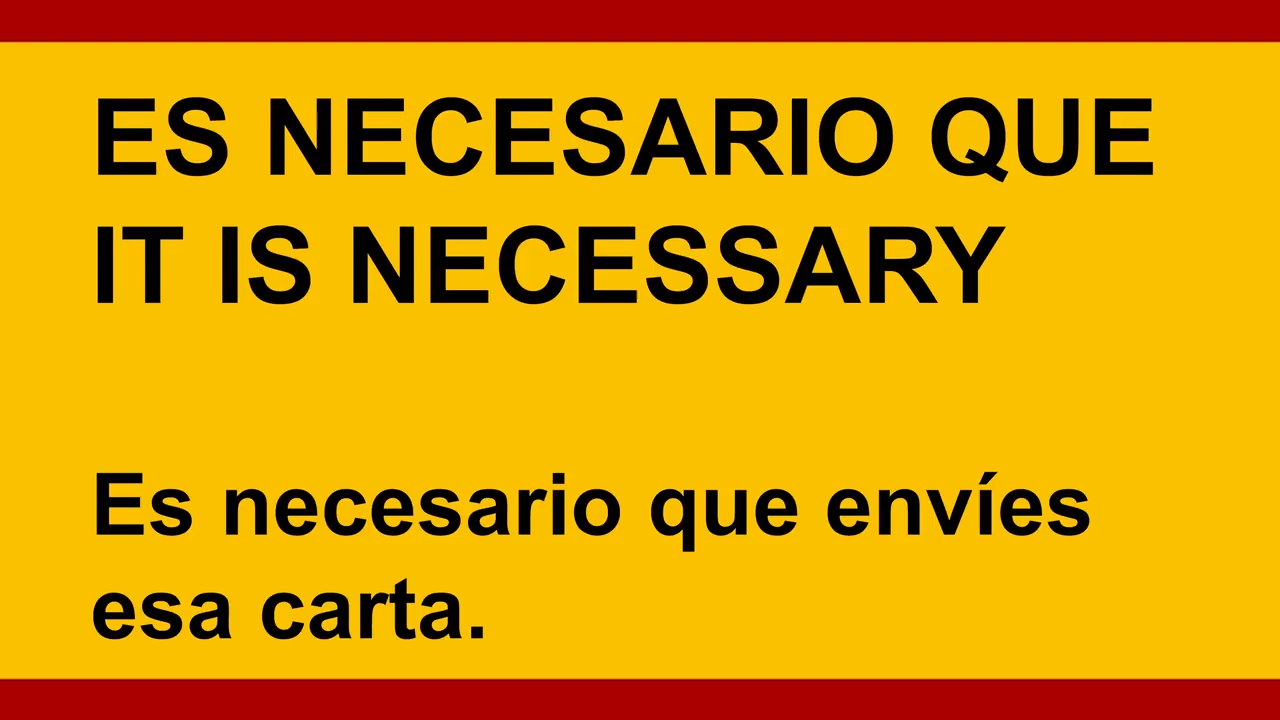 ES NECESARIO QUE
IT IS NECESSARY
Es necesario que envíes
esa carta.